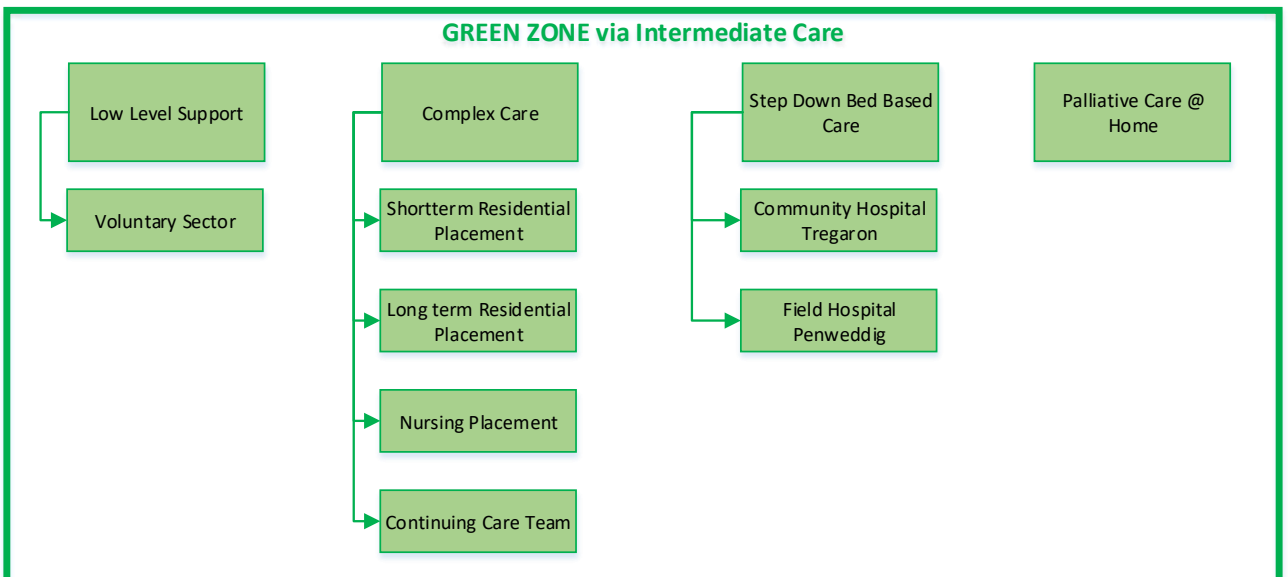 GREEN ZONE via Intermediate Care
Low Level Support
Voluntary Sector
Complex Care
Shortterm Residential
Placement
Long term Residential
Placement
Nursing Placement
Continuing Care Team
Step Down Bed Based
Care
Community Hospital
Tregaron
Field Hospital
Penweddig
Palliative Care @
Home